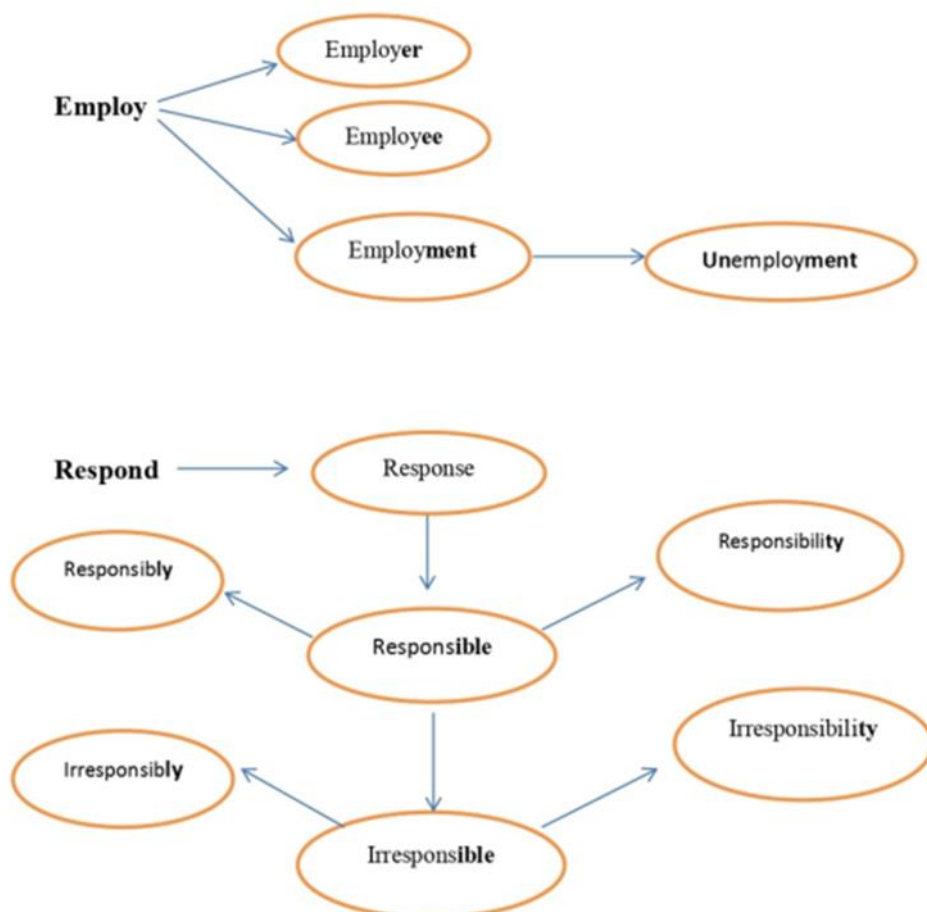 Employer
Employ
Employee
Employment
Unemployment
Respond
Response
Responsibly
Responsibility
Responsible
Irresponsibly
Irresponsibility
Irresponsible